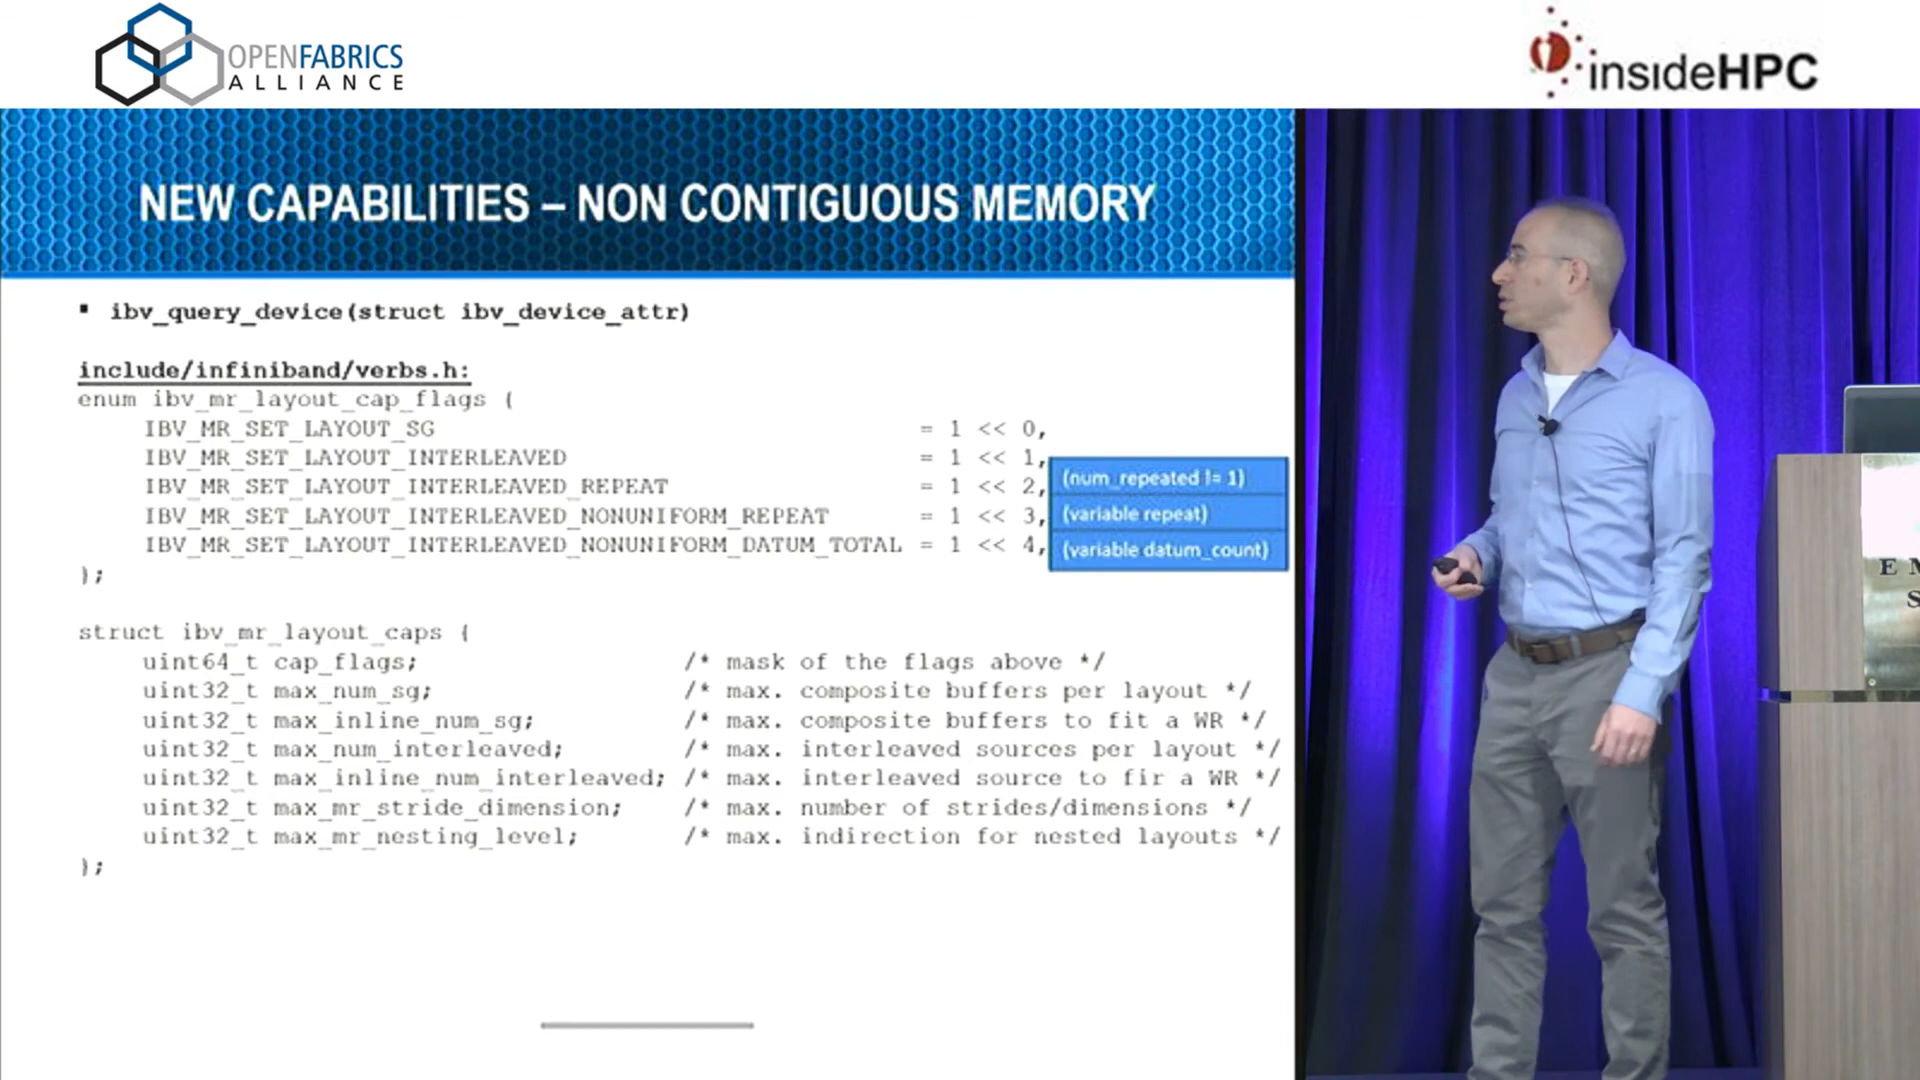 OPENFABRICS
ALLIANCE
insideHPC
NEW CAPABILITIES – NON CONTIGUOUS MEMORY
▪ ibv_query_device(struct ibv_device_attr)
include/infiniband/verbs.h:
enum ibv_mr_layout_cap_flags {
IBV_MR_SET_LAYOUT_SG = 1 << 0,
IBV_MR_SET_LAYOUT_INTERLEAVED = 1 << 1,
IBV_MR_SET_LAYOUT_INTERLEAVED_REPEAT = 1 << 2, (num_repeated != 1)
IBV_MR_SET_LAYOUT_INTERLEAVED_NONUNIFORM_REPEAT = 1 << 3, (variable repeat)
IBV_MR_SET_LAYOUT_INTERLEAVED_NONUNIFORM_DATUM_TOTAL = 1 << 4, (variable datum_count)
};
struct ibv_mr_layout_caps {
uint64_t cap_flags; /* mask of the flags above */
uint32_t max_num_sg; /* max. composite buffers per layout */
uint32_t max_inline_num_sg; /* max. composite buffers to fit a WR */
uint32_t max_num_interleaved; /* max. interleaved sources per layout */
uint32_t max_inline_num_interleaved; /* max. interleaved source to fir a WR */
uint32_t max_mr_stride_dimension; /* max. number of strides/dimensions */
uint32_t max_mr_nesting_level; /* max. indirection for nested layouts */
};